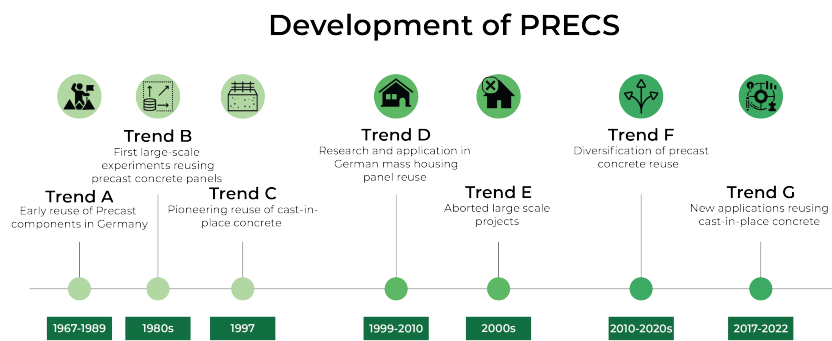 Development of PRECS
Trend A
Early reuse of Precast
components in Germany
1967-1989
Trend B
First large-scale
experiments reusing
precast concrete panels
1980s
Trend C
Pioneering reuse of cast-in-
place concrete
1997
Trend D
Research and application in
German mass housing
panel reuse
1999-2010
Trend E
Aborted large scale
projects
2000s
Trend F
Diversification of precast
concrete reuse
2010-2020s
Trend G
New applications reusing
cast-in-place concrete
2017-2022